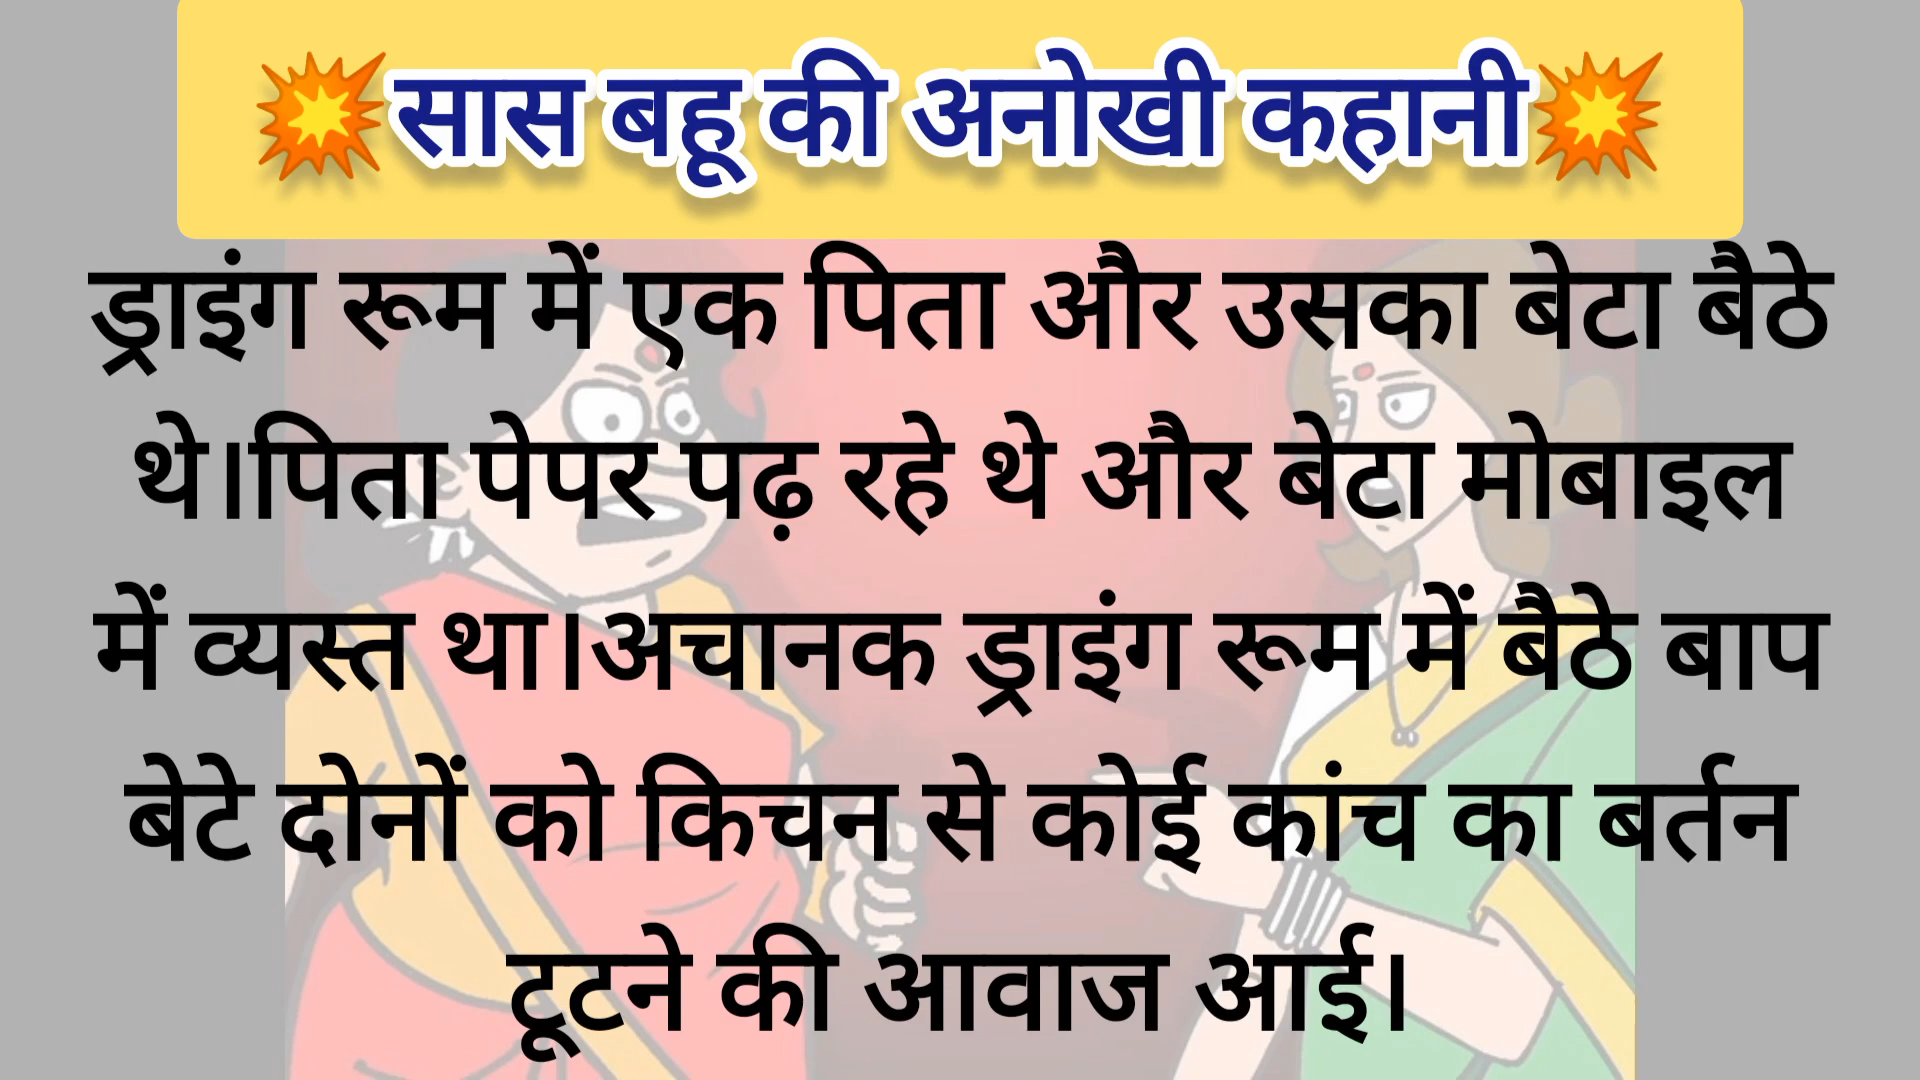 💥सास बहू की अनोखी कहानी💥
ड्राइंग रूम में एक पिता और उसका बेटा बैठे
थे।पिता पेपर पढ़ रहे थे और बेटा मोबाइल
में व्यस्त था।अचानक ड्राइंग रूम में बैठे बाप
बेटे दोनों को किचन से कोई कांच का बर्तन
टूटने की आवाज आई।